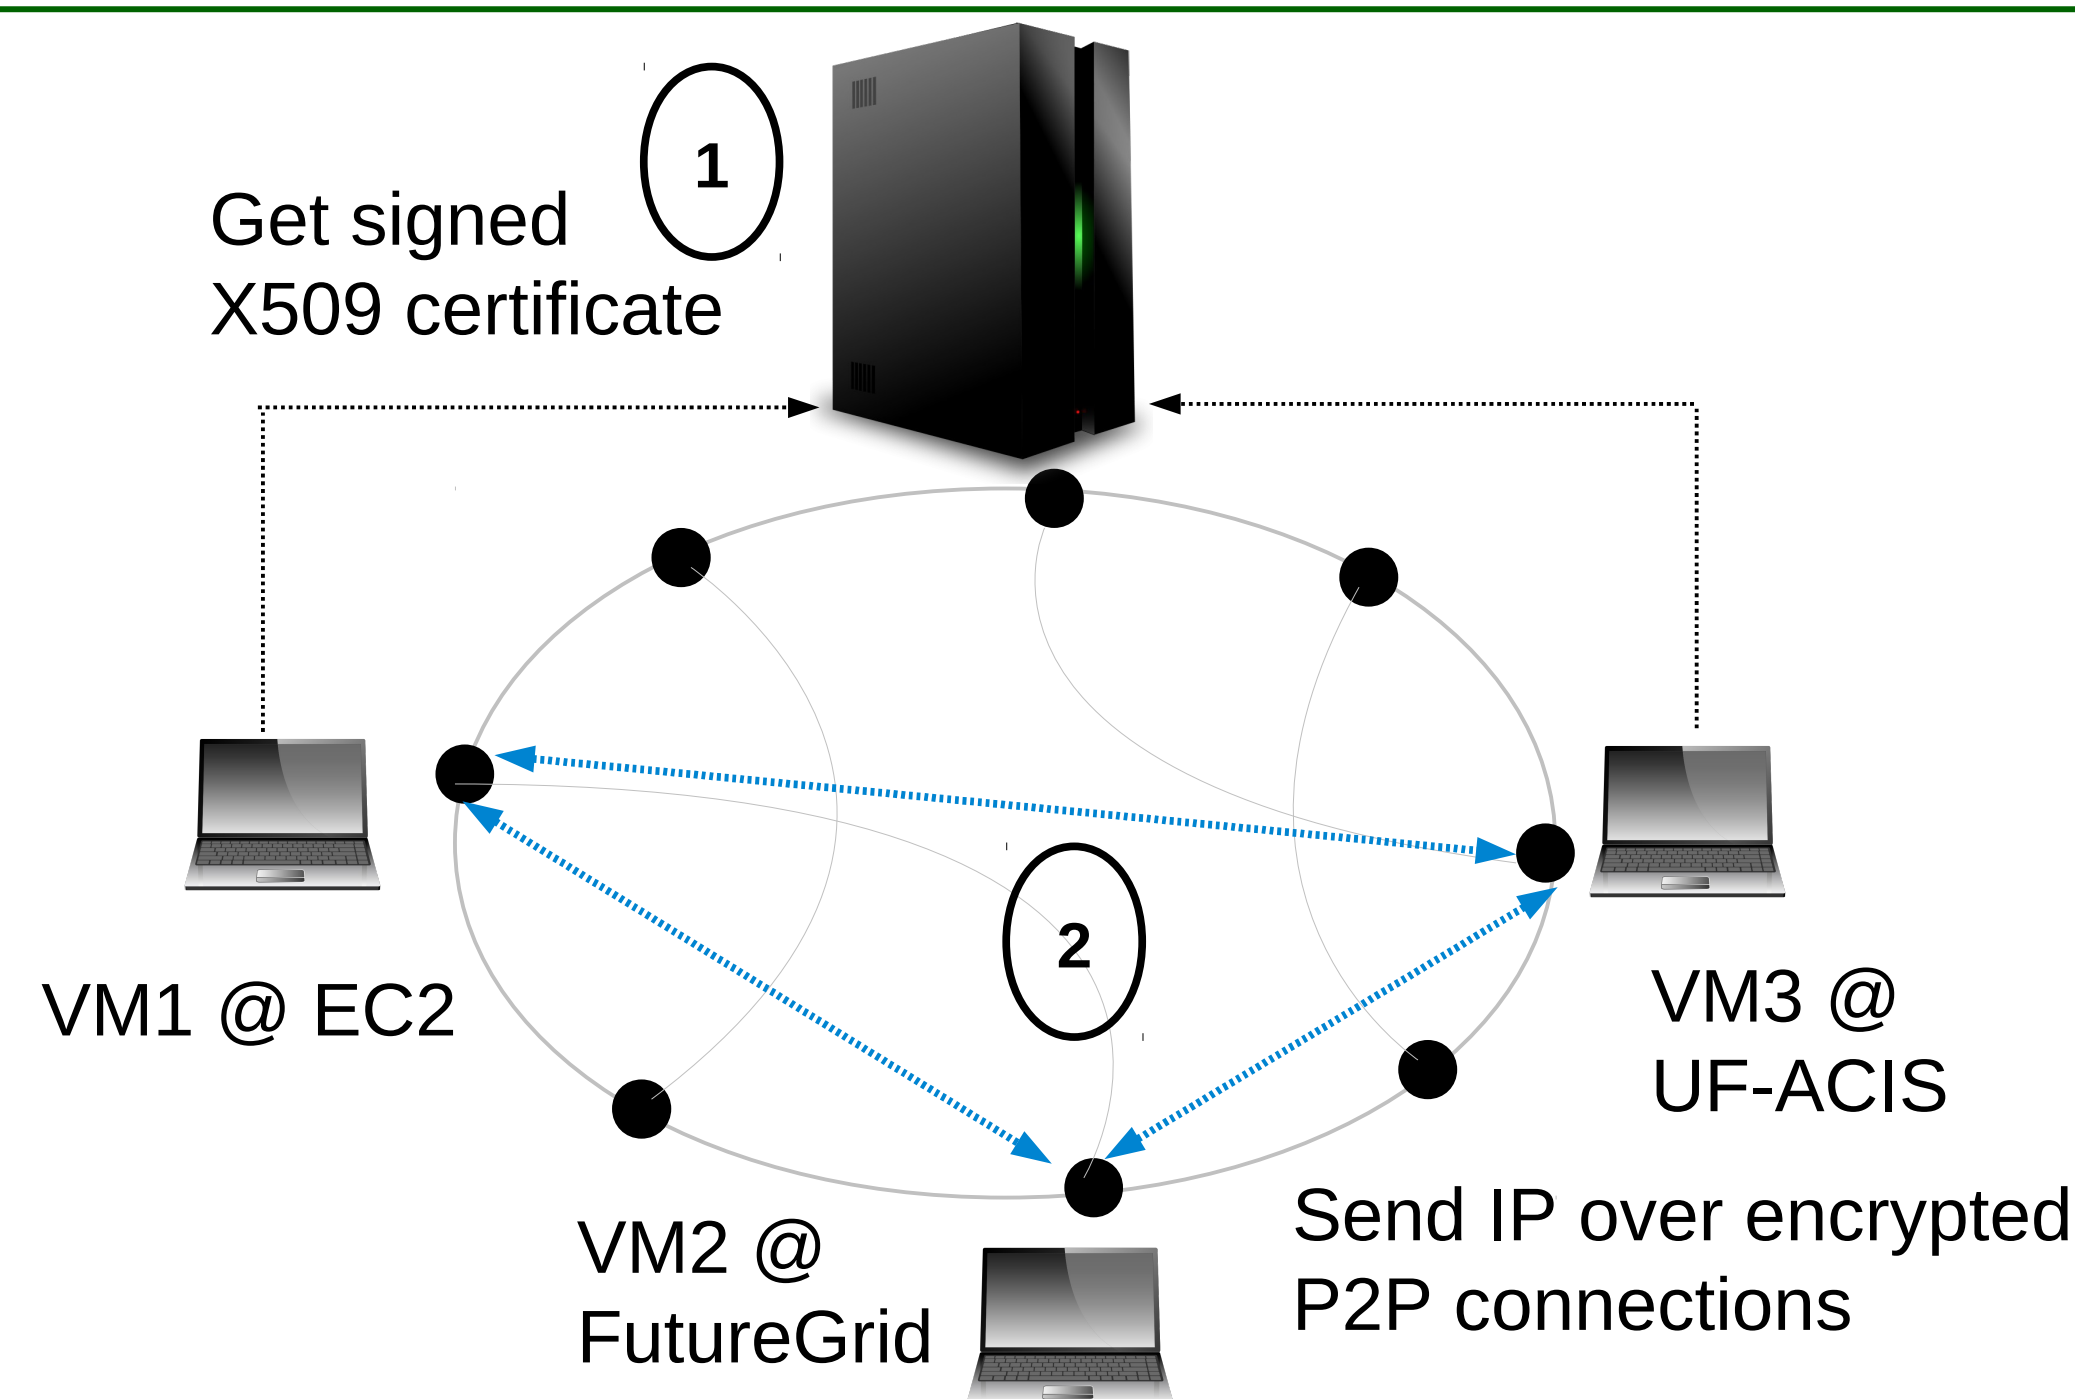 1
Get signed
X509 certificate
2
VM1 @ EC2
VM3 @
UF-ACIS
VM2 @
FutureGrid
Send IP over encrypted
P2P connections